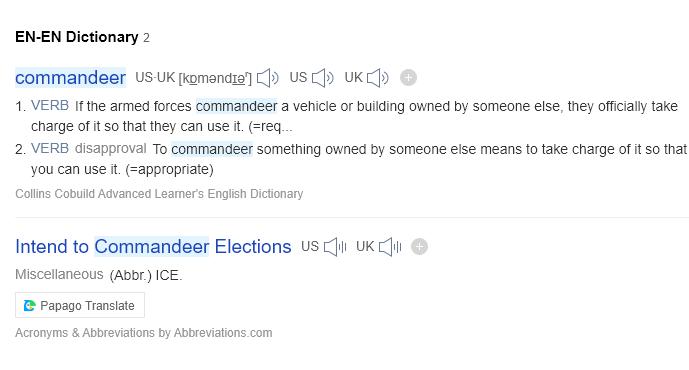 EN-EN Dictionary 2
commandeer US·UK [kɒməndɪəʳ] US UK
1. VERB If the armed forces commandeer a vehicle or building owned by someone else, they officially take
charge of it so that they can use it. (=req...
2. VERB disapproval To commandeer something owned by someone else means to take charge of it so that
you can use it. (=appropriate)
Collins Cobuild Advanced Learner's English Dictionary
Intend to Commandeer Elections US UK
Miscellaneous (Abbr.) ICE.
Papago Translate
Acronyms & Abbreviations by Abbreviations.com